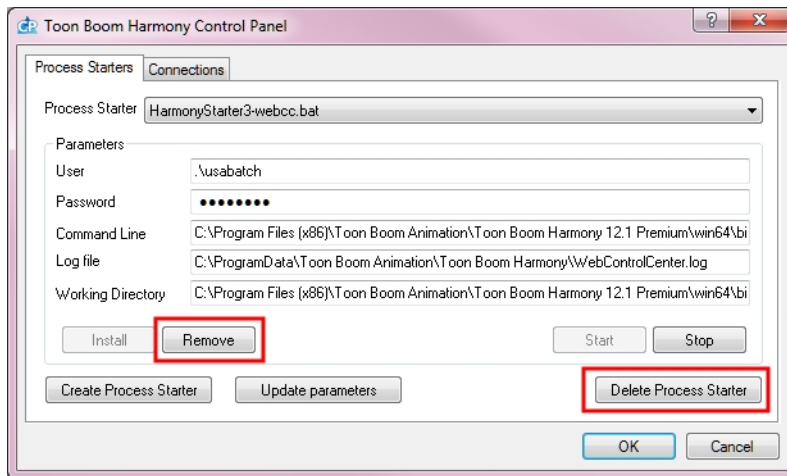 CP Toon Boom Harmony Control Panel ? X
Process Starters Connections
Process Starter HarmonyStarter3-webcc.bat
Parameters
User .\usabatch
Password ●●●●●●●●
Command Line C:\Program Files (x86)\Toon Boom Animation\Toon Boom Harmony 12.1 Premium\win64\bi
Log file C:\ProgramData\Toon Boom Animation\Toon Boom Harmony\WebControlCenter.log
Working Directory C:\Program Files (x86)\Toon Boom Animation\Toon Boom Harmony 12.1 Premium\win64\bi
Install Remove Start Stop
Create Process Starter Update parameters Delete Process Starter
OK Cancel